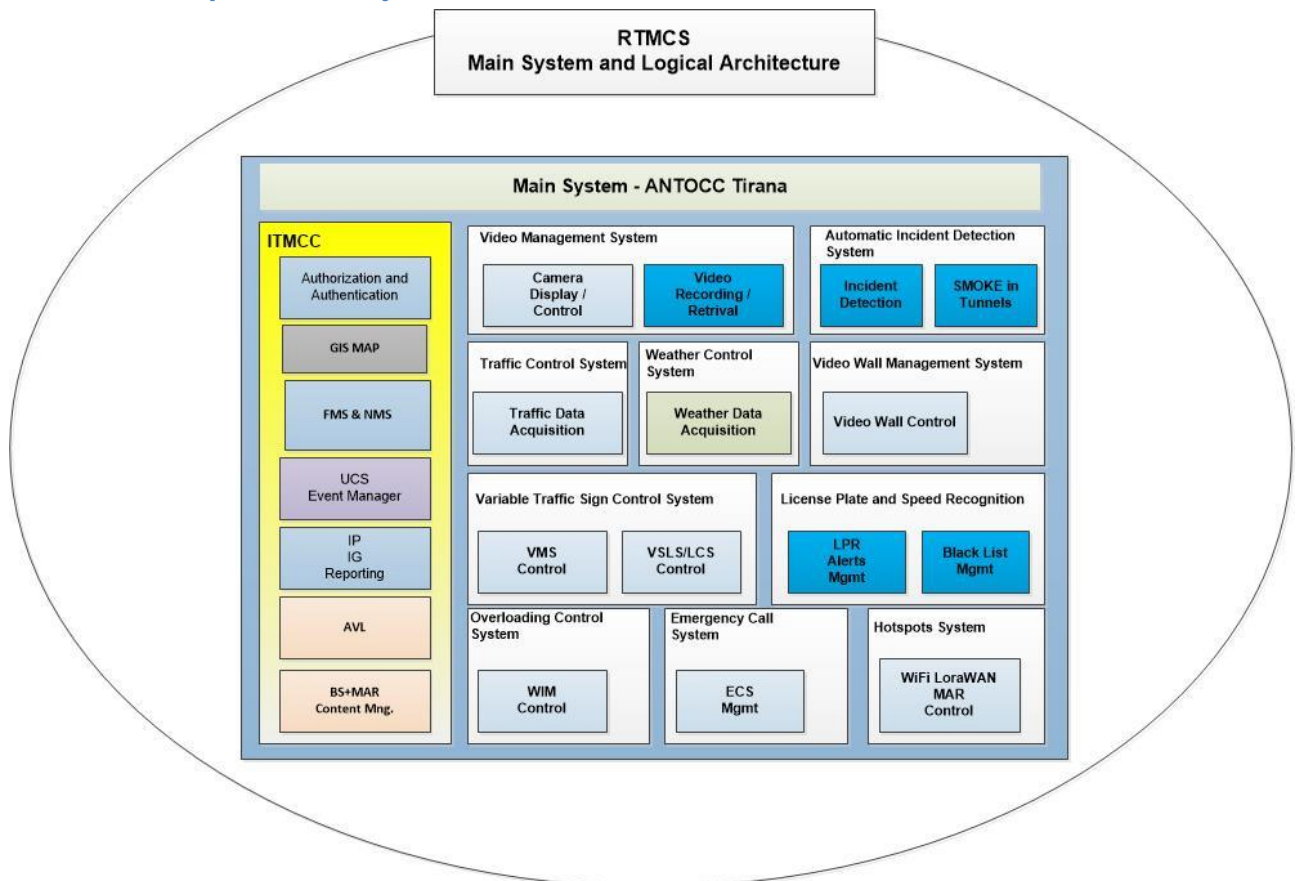 RTMCS
Main System and Logical Architecture
Main System - ANTOCC Tirana
ITMCC
Authorization and
Authentication
GIS MAP
FMS & NMS
UCS
Event Manager
IP
IG
Reporting
AVL
BS+MAR
Content Mng.
Video Management System
Camera
Display /
Control
Video
Recording /
Retrival
Automatic Incident Detection
System
Incident
Detection
SMOKE in
Tunnels
Traffic Control System
Traffic Data
Acquisition
Weather Control
System
Weather Data
Acquisition
Video Wall Management System
Video Wall Control
Variable Traffic Sign Control System
VMS
Control
VSLS/LCS
Control
License Plate and Speed Recognition
LPR
Alerts
Mgmt
Black List
Mgmt
Overloading Control
System
WIM
Control
Emergency Call
System
ECS
Mgmt
Hotspots System
WiFi LoraWAN
MAR
Control